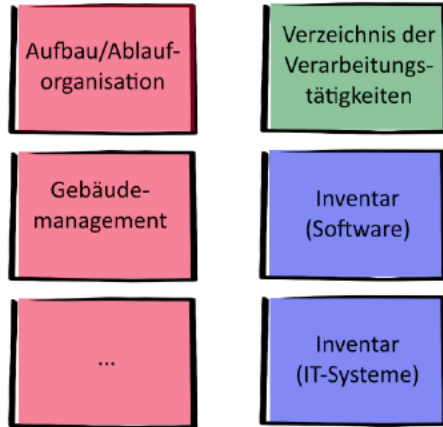 Aufbau/Ablauf-
organisation
Verzeichnis der
Verarbeitungs-
tätigkeiten
Gebäude-
management
Inventar
(Software)
...
Inventar
(IT-Systeme)